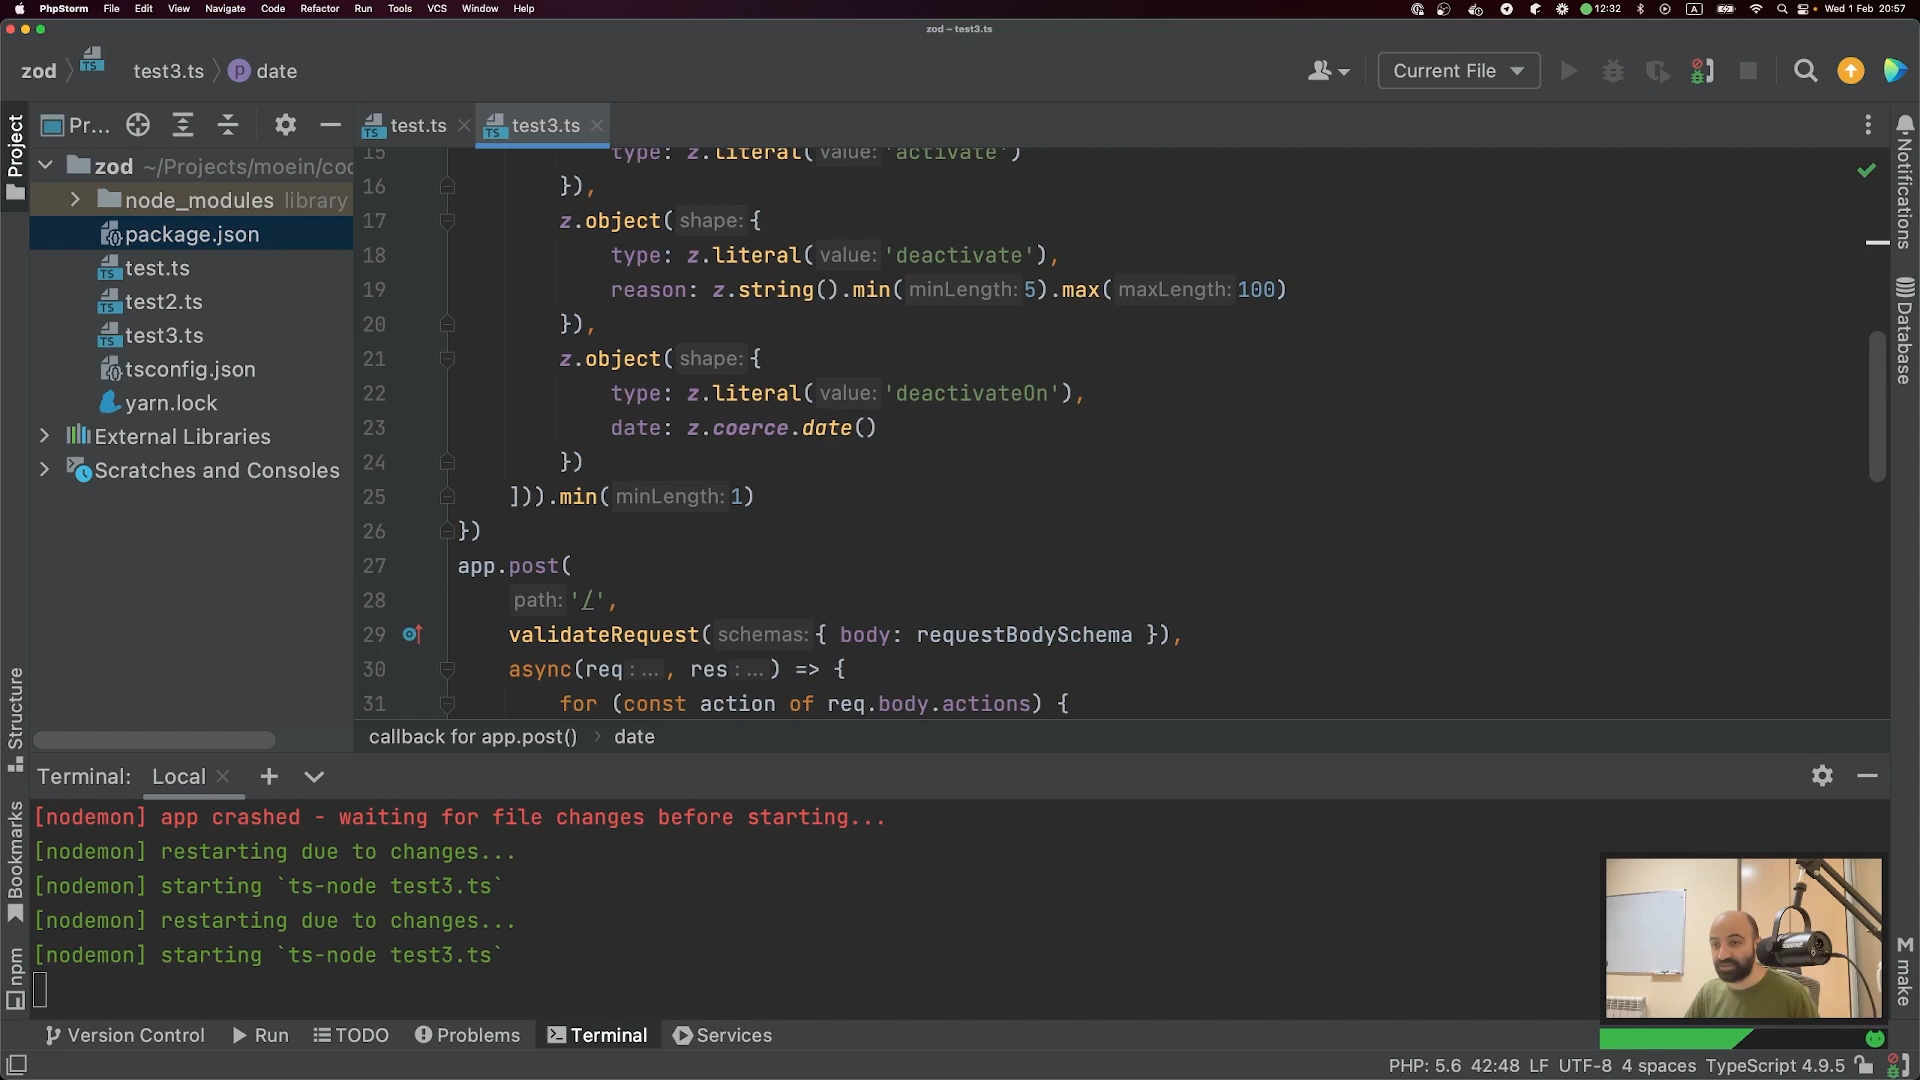 PhpStorm File Edit View Navigate Code Refactor Run Tools VCS Window Help
12:32 A Wed 1 Feb 20:57
zod – test3.ts
zod test3.ts p date
Current File
Project
Pr...
test.ts
test3.ts
Notifications
Database
zod ~/Projects/moein/cod
node_modules library
package.json
test.ts
test2.ts
test3.ts
tsconfig.json
yarn.lock
External Libraries
Scratches and Consoles
15 type: z.literal( value: 'activate')
16 }),
17 z.object( shape: {
18 type: z.literal( value: 'deactivate'),
19 reason: z.string().min( minLength: 5).max( maxLength: 100)
20 }),
21 z.object( shape: {
22 type: z.literal( value: 'deactivateOn'),
23 date: z.coerce.date()
24 })
25 ])).min( minLength: 1)
26 })
27 app.post(
28 path: '/',
29 validateRequest( schemas: { body: requestBodySchema }),
30 async(req: ..., res: ...) => {
31 for (const action of req.body.actions) {
callback for app.post() › date
Structure
Bookmarks
npm
make
Terminal: Local
[nodemon] app crashed - waiting for file changes before starting...
[nodemon] restarting due to changes...
[nodemon] starting `ts-node test3.ts`
[nodemon] restarting due to changes...
[nodemon] starting `ts-node test3.ts`
Version Control Run TODO Problems Terminal Services
PHP: 5.6 42:48 LF UTF-8 4 spaces TypeScript 4.9.5